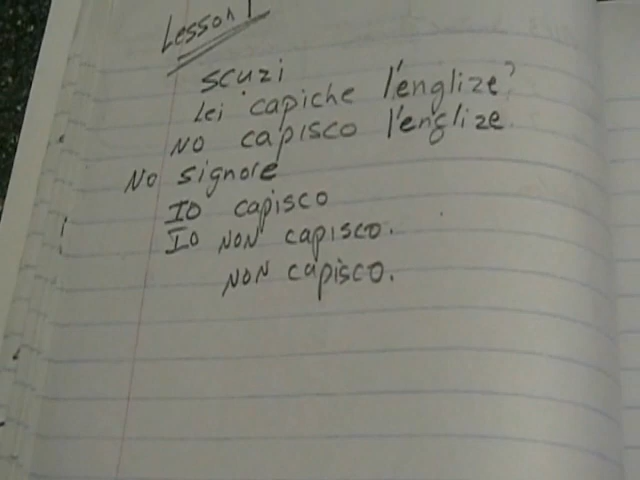 Lesson 1
scuzi
Lei capiche l'englize?
NO capisco l'englize.
No signore
IO capisco
Io NON capisco.
NON capisco.